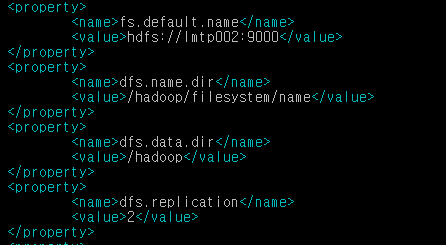 <property>
<name>fs.default.name</name>
<value>hdfs://lmtp002:9000</value>
</property>
<property>
<name>dfs.name.dir</name>
<value>/hadoop/filesystem/name</value>
</property>
<property>
<name>dfs.data.dir</name>
<value>/hadoop</value>
</property>
<property>
<name>dfs.replication</name>
<value>2</value>
</property>
<property>